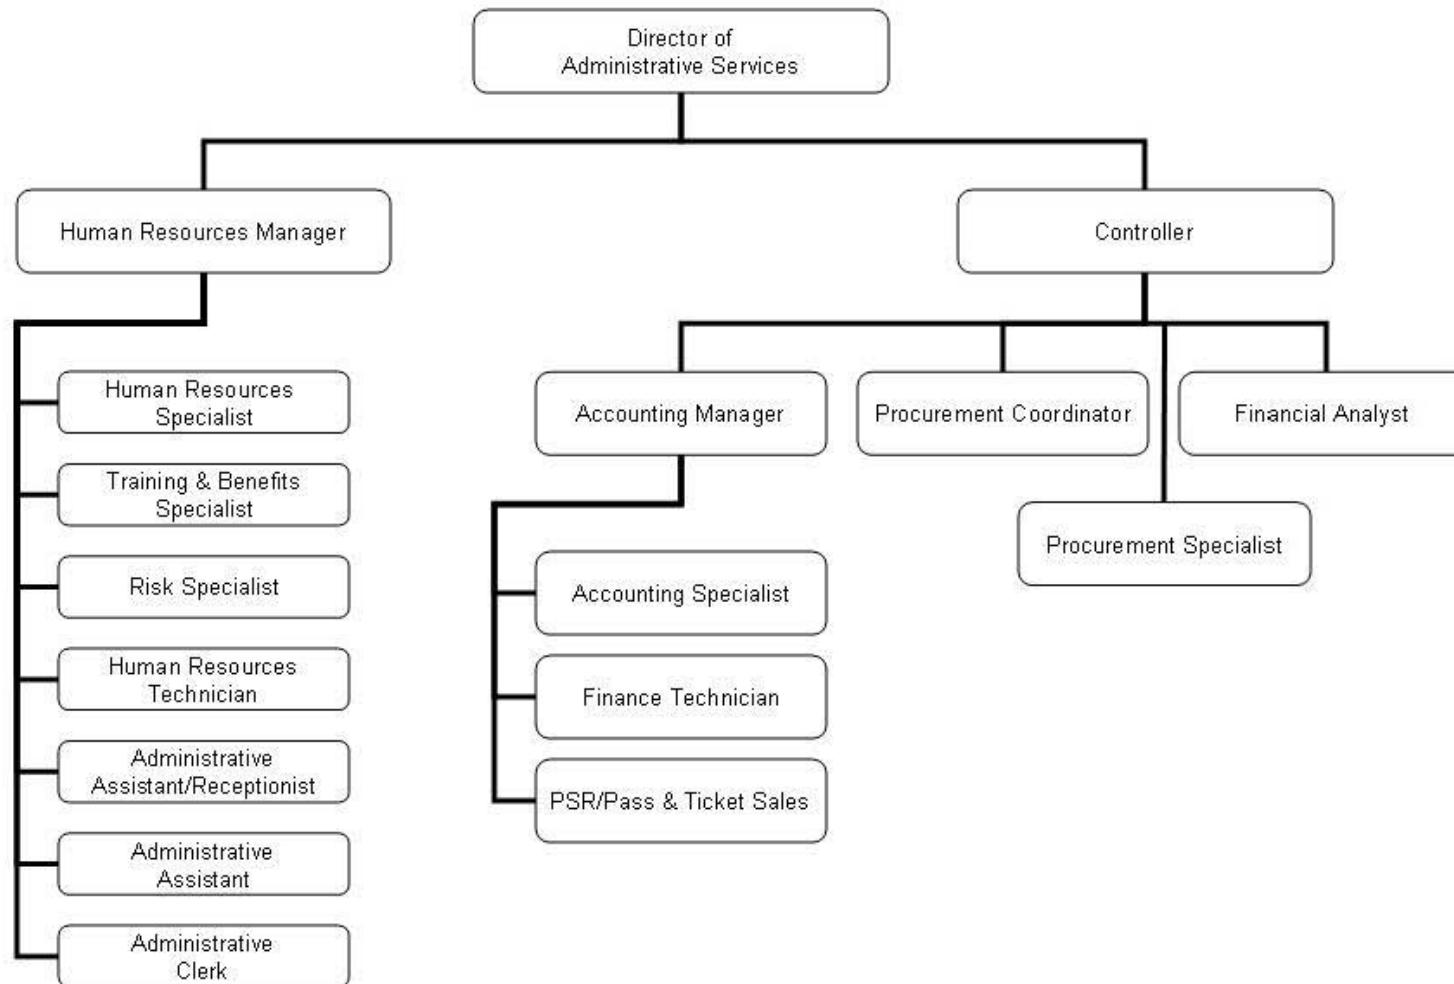 Director of
Administrative Services
Human Resources Manager
Controller
Human Resources
Specialist
Training & Benefits
Specialist
Risk Specialist
Human Resources
Technician
Administrative
Assistant/Receptionist
Administrative
Assistant
Administrative
Clerk
Accounting Manager
Procurement Coordinator
Financial Analyst
Procurement Specialist
Accounting Specialist
Finance Technician
PSR/Pass & Ticket Sales